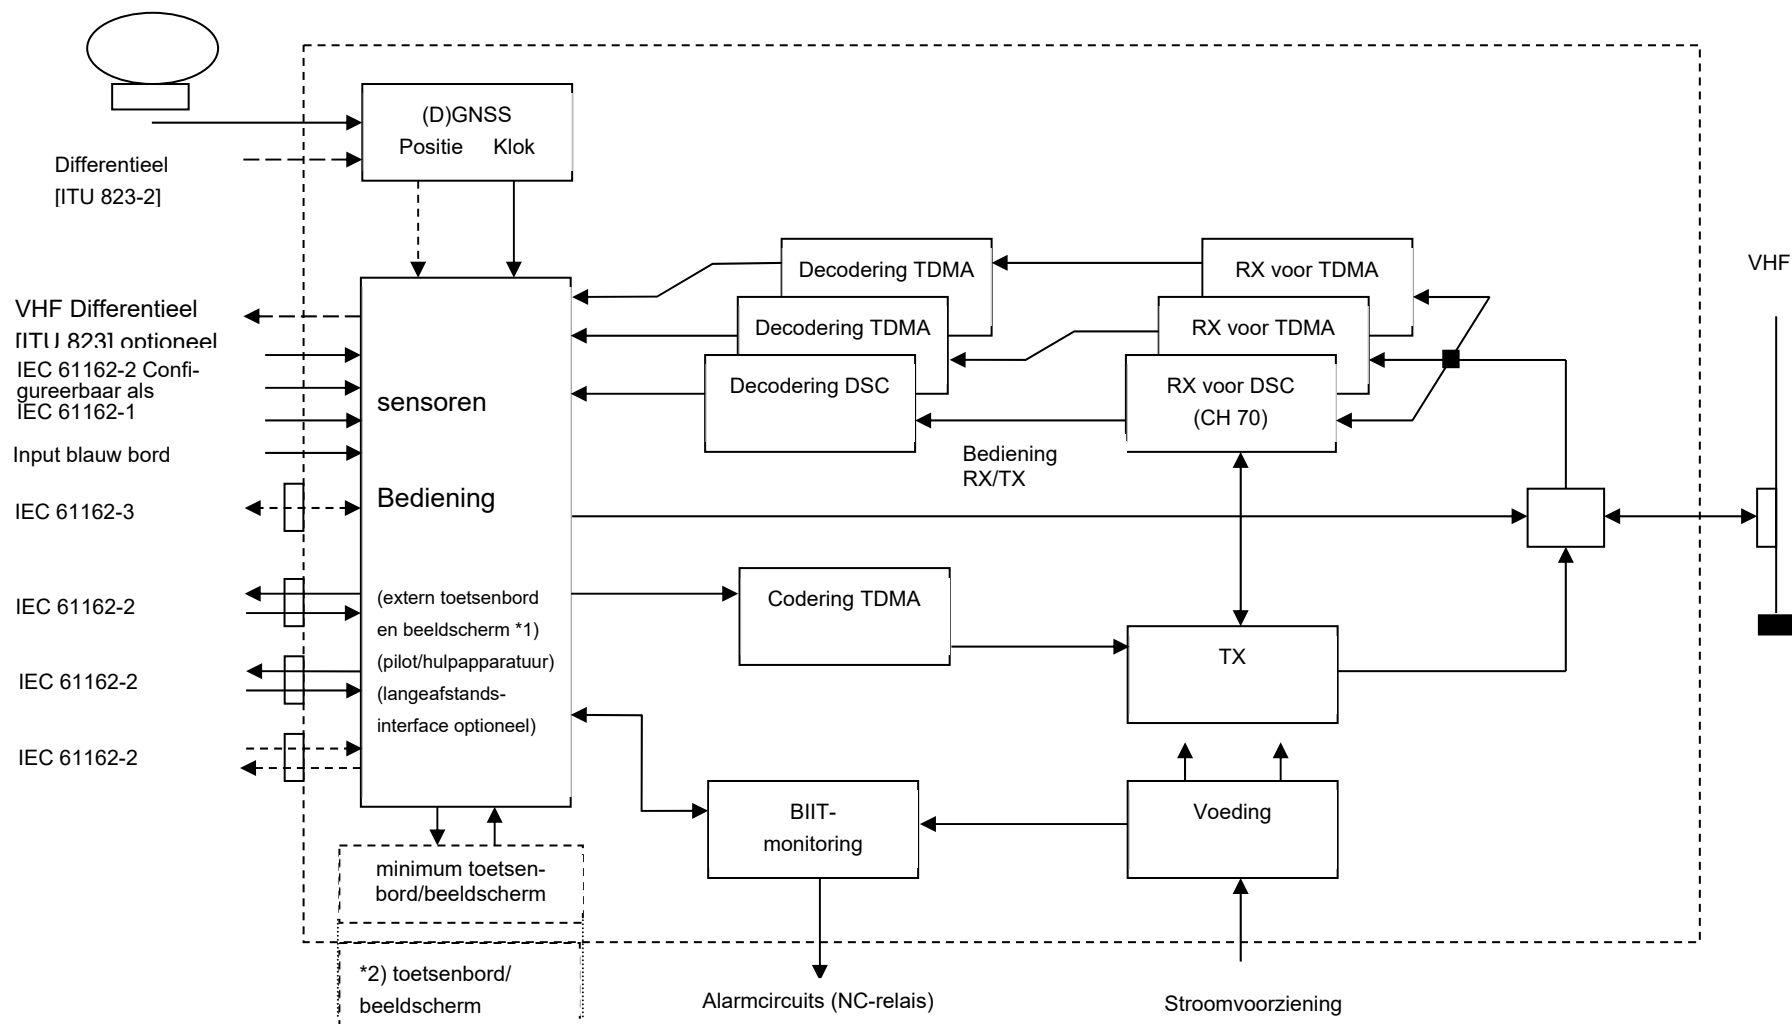 (D)GNSS
Positie Klok
Differentieel
[ITU 823-2]
VHF Differentieel
[ITU 823] optioneel
IEC 61162-2 Confi-
gureerbaar als
IEC 61162-1
Input blauw bord
IEC 61162-3
IEC 61162-2
IEC 61162-2
IEC 61162-2
sensoren
Bediening
(extern toetsenbord
en beeldscherm *1)
(pilot/hulpapparatuur)
(langeafstands-
interface optioneel)
minimum toetsen-
bord/beeldscherm
*2) toetsenbord/
beeldscherm
Decodering TDMA
Decodering TDMA
Decodering DSC
RX voor TDMA
RX voor TDMA
RX voor DSC
(CH 70)
Bediening
RX/TX
Codering TDMA
TX
BIIT-
monitoring
Voeding
Alarmcircuits (NC-relais)
Stroomvoorziening
VHF